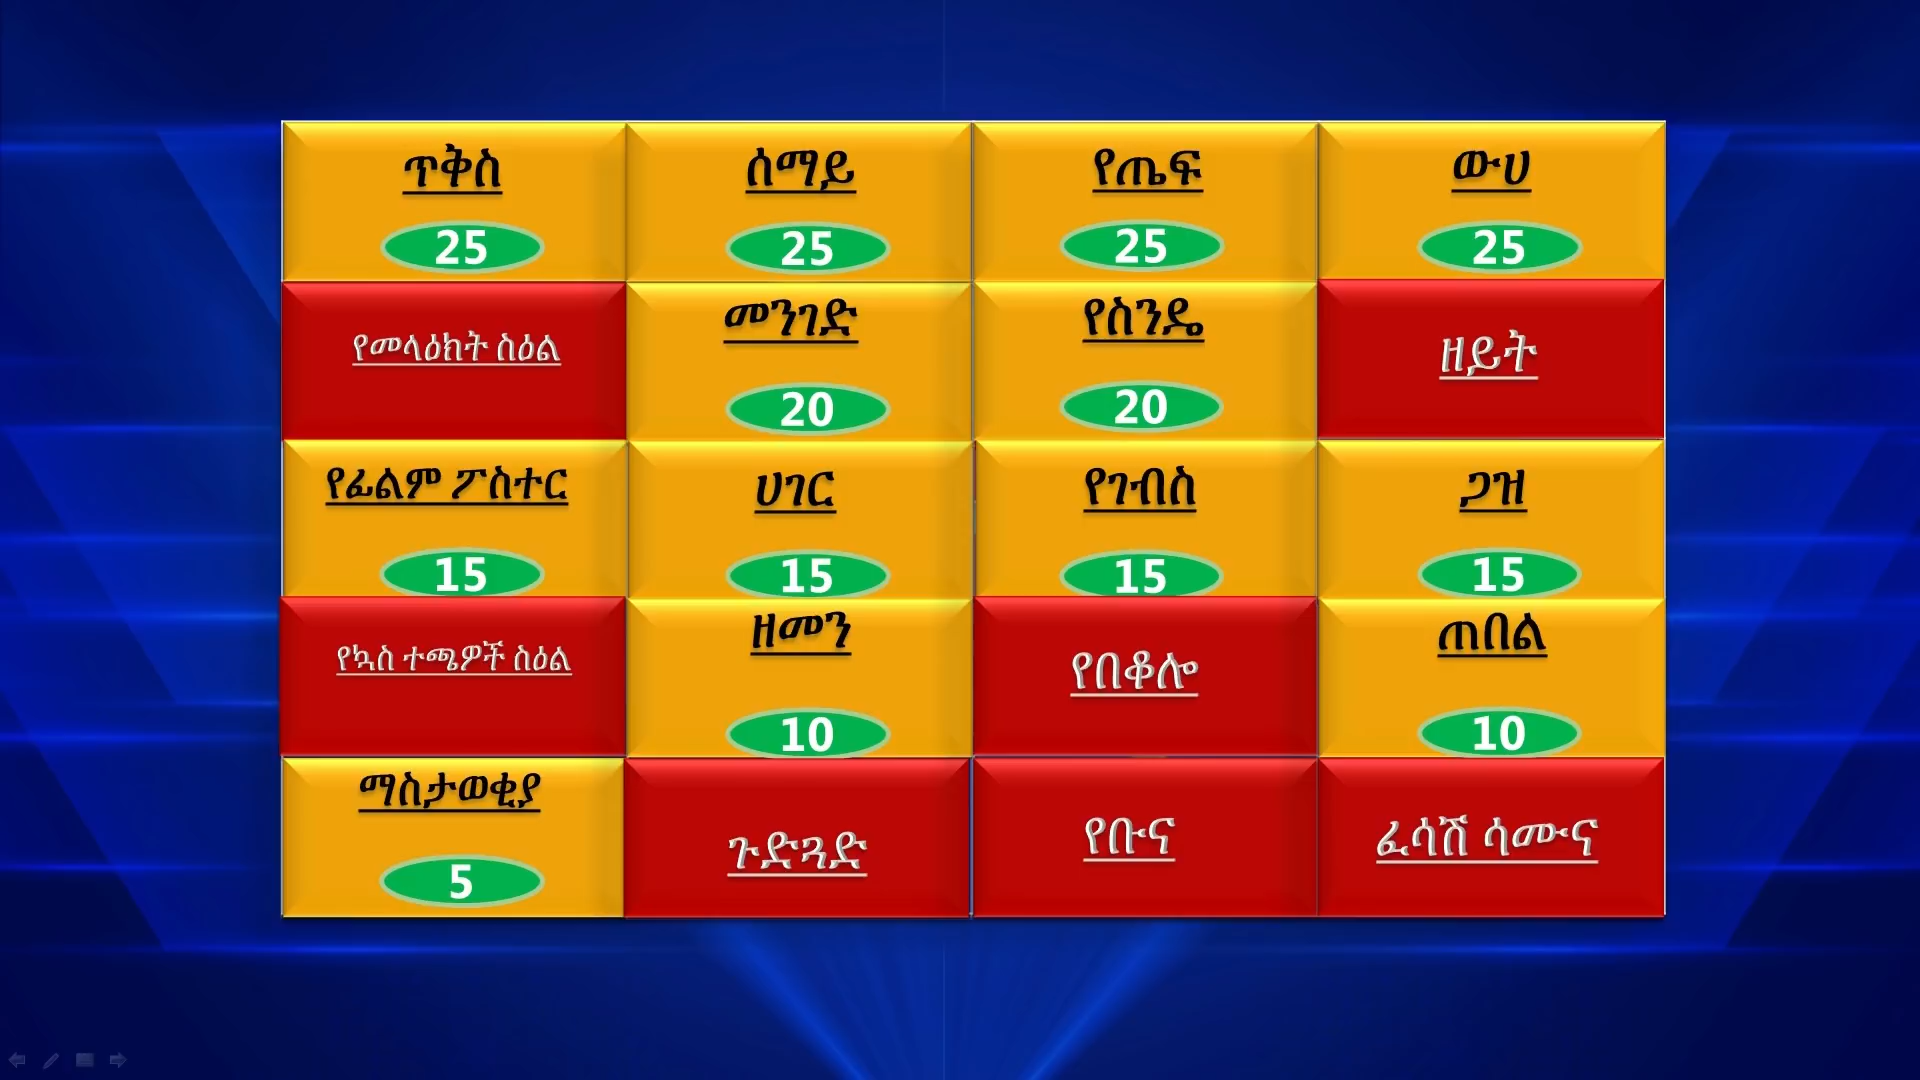 ጥቅስ
25
ሰማይ
25
የጤፍ
25
ውሀ
25
የመላዕክት ስዕል
መንገድ
20
የስንዴ
20
ዘይት
የፊልም ፖስተር
15
ሀገር
15
የገብስ
15
ጋዝ
15
የኳስ ተጫዎች ስዕል
ዘመን
10
የበቆሎ
ጠበል
10
ማስታወቂያ
5
ጉድጓድ
የቡና
ፈሳሽ ሳሙና